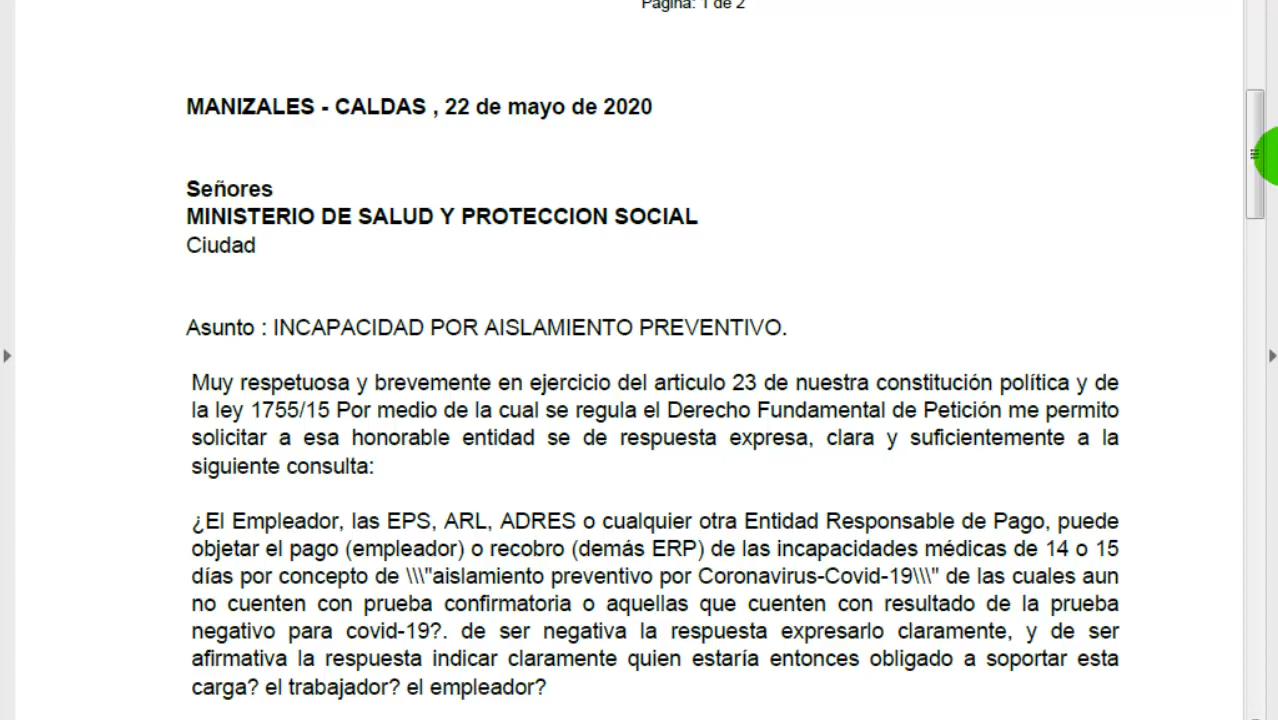 Página: 1 de 2
MANIZALES - CALDAS , 22 de mayo de 2020
Señores
MINISTERIO DE SALUD Y PROTECCION SOCIAL
Ciudad
Asunto : INCAPACIDAD POR AISLAMIENTO PREVENTIVO.
Muy respetuosa y brevemente en ejercicio del articulo 23 de nuestra constitución política y de
la ley 1755/15 Por medio de la cual se regula el Derecho Fundamental de Petición me permito
solicitar a esa honorable entidad se de respuesta expresa, clara y suficientemente a la
siguiente consulta:
¿El Empleador, las EPS, ARL, ADRES o cualquier otra Entidad Responsable de Pago, puede
objetar el pago (empleador) o recobro (demás ERP) de las incapacidades médicas de 14 o 15
días por concepto de \\\"aislamiento preventivo por Coronavirus-Covid-19\\\" de las cuales aun
no cuenten con prueba confirmatoria o aquellas que cuenten con resultado de la prueba
negativo para covid-19?. de ser negativa la respuesta expresarlo claramente, y de ser
afirmativa la respuesta indicar claramente quien estaría entonces obligado a soportar esta
carga? el trabajador? el empleador?